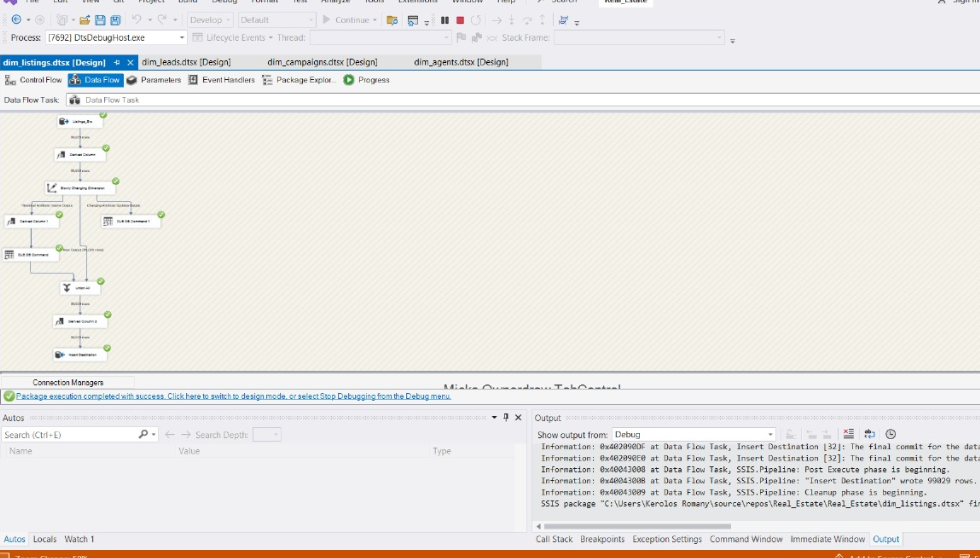 File Edit View Git Project Build Debug Format Test Analyze Tools Extensions Window Help Search Real_Estate Sign in
Develop Default Continue
Process: [7692] DtsDebugHost.exe Lifecycle Events Thread: Stack Frame:
dim_listings.dtsx [Design] dim_leads.dtsx [Design] dim_campaigns.dtsx [Design] dim_agents.dtsx [Design]
Control Flow Data Flow Parameters Event Handlers Package Explor... Progress
Data Flow Task: Data Flow Task
Listings_Src
Derived Column
Slowly Changing Dimension
Derived Column 1 OLE DB Command 1
OLE DB Command
Union All
Derived Column 2
Insert Destination
Connection Managers
Package execution completed with success. Click here to switch to design mode, or select Stop Debugging from the Debug menu.
Autos
Search (Ctrl+E) Search Depth:
Name Value Type
Output
Show output from: Debug
Information: 0x402090DF at Data Flow Task, Insert Destination [32]: The final commit for the data
Information: 0x402090E0 at Data Flow Task, Insert Destination [32]: The final commit for the data
Information: 0x40043008 at Data Flow Task, SSIS.Pipeline: Post Execute phase is beginning.
Information: 0x4004300B at Data Flow Task, SSIS.Pipeline: "Insert Destination" wrote 99029 rows.
Information: 0x40043009 at Data Flow Task, SSIS.Pipeline: Cleanup phase is beginning.
SSIS package "C:\Users\Kerolos Romany\source\repos\Real_Estate\Real_Estate\dim_listings.dtsx" fi
Autos Locals Watch 1
Call Stack Breakpoints Exception Settings Command Window Immediate Window Output